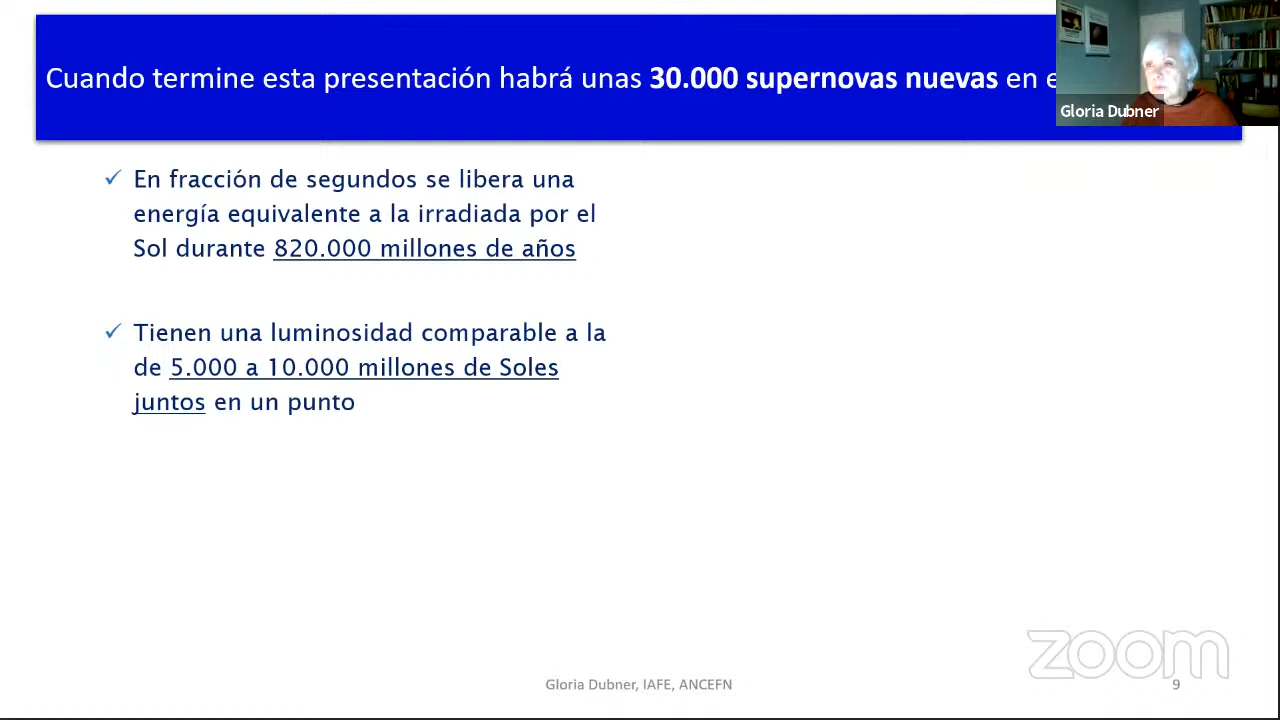 Cuando termine esta presentación habrá unas 30.000 supernovas nuevas en e
Gloria Dubner
✓ En fracción de segundos se libera una
energía equivalente a la irradiada por el
Sol durante 820.000 millones de años
✓ Tienen una luminosidad comparable a la
de 5.000 a 10.000 millones de Soles
juntos en un punto
zoom
Gloria Dubner, IAFE, ANCEFN
9